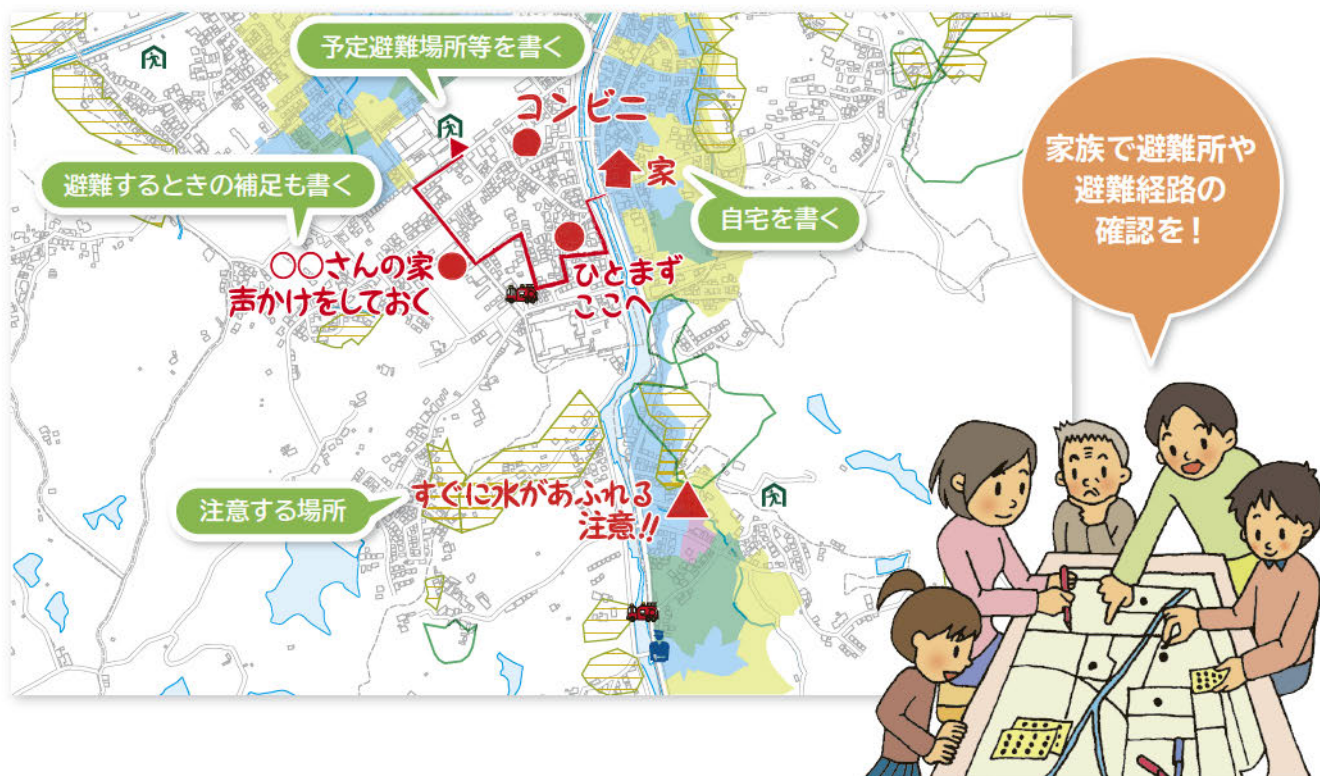 予定避難場所等を書く
コンビニ
家
避難するときの補足も書く
自宅を書く
○○さんの家
声かけをしておく
ひとまず
ここへ
注意する場所
すぐに水があふれる
注意!!
家族で避難所や
避難経路の
確認を！